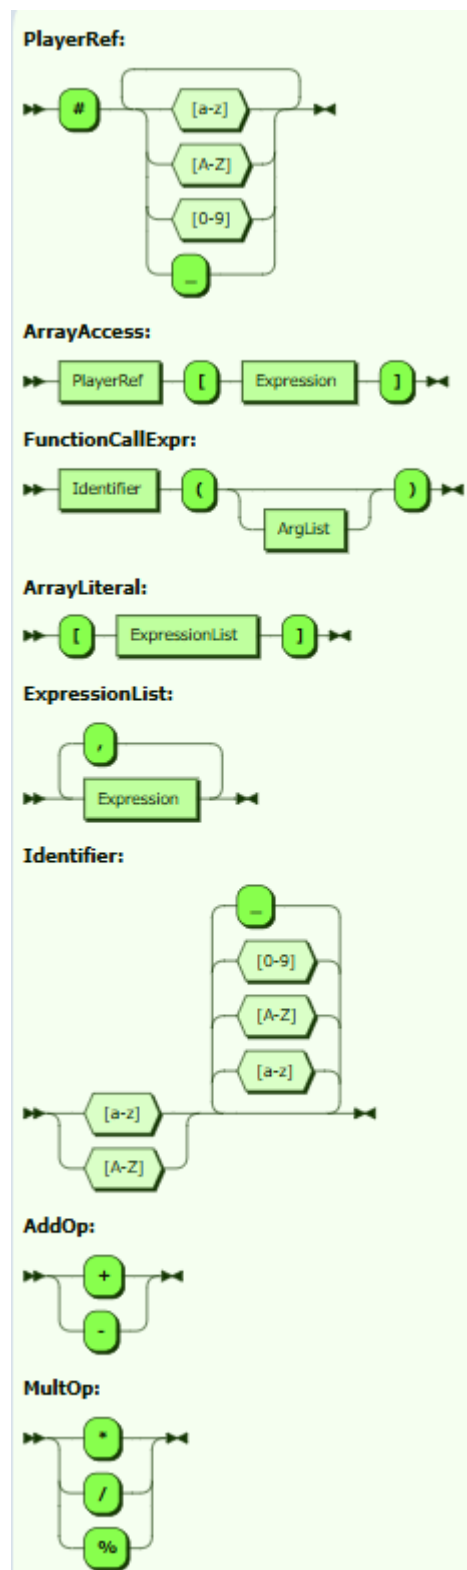 PlayerRef:
#
[a-z]
[A-Z]
[0-9]
_
ArrayAccess:
PlayerRef [ Expression ]
FunctionCallExpr:
Identifier ( )
ArgList
ArrayLiteral:
[ ExpressionList ]
ExpressionList:
,
Expression
Identifier:
_
[0-9]
[A-Z]
[a-z]
[a-z]
[A-Z]
AddOp:
+
-
MultOp:
*
/
%